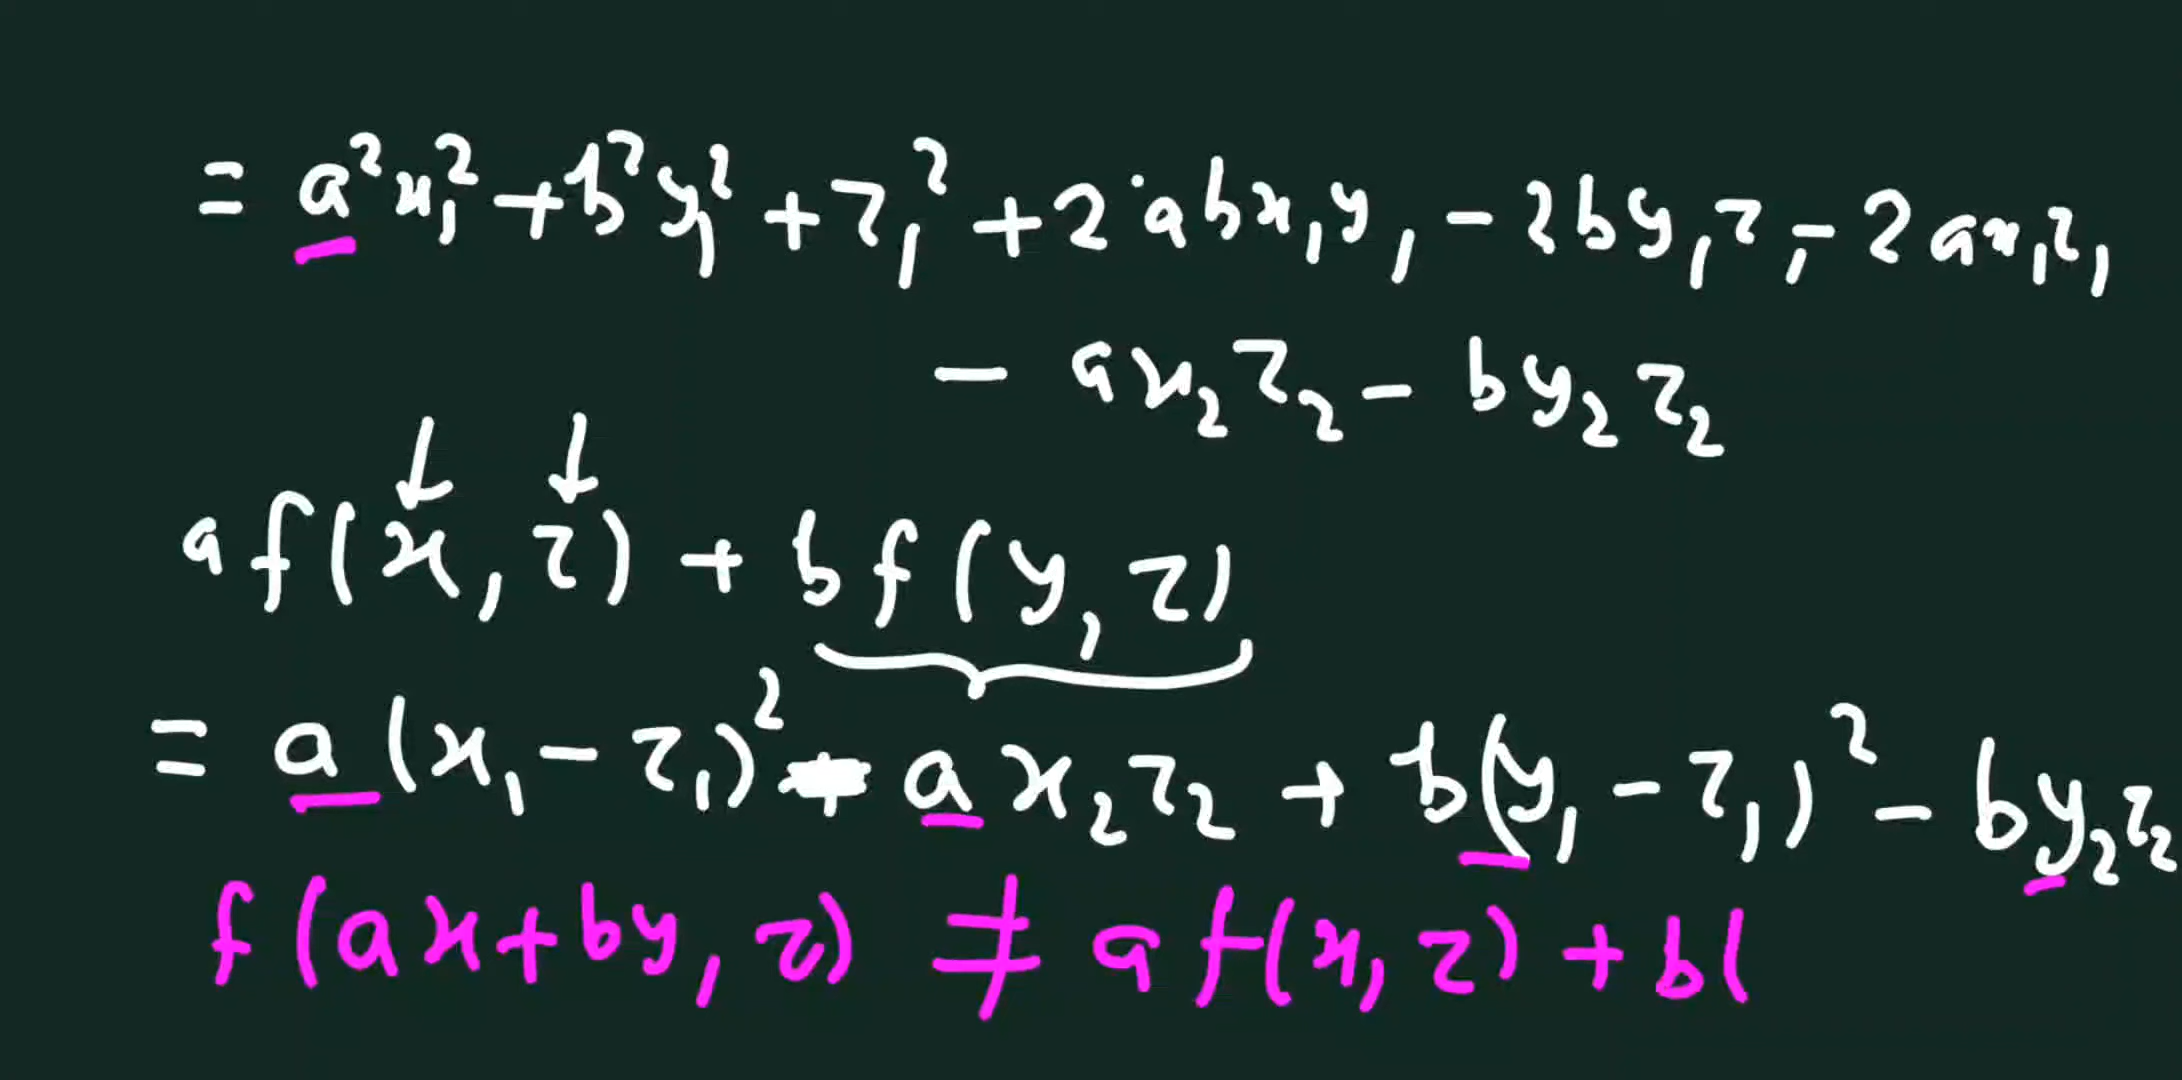 = a²x₁² + b²y₁² + z₁² + 2abx₁y₁ - 2by₁z₁ - 2ax₁z₁
- ax₂z₂ - by₂z₂
af(x, z) + bf(y, z)
= a(x₁ - z₁)² - ax₂z₂ + b(y₁ - z₁)² - by₂z₂
f(ax+by, z) ≠ af(x, z) + b(